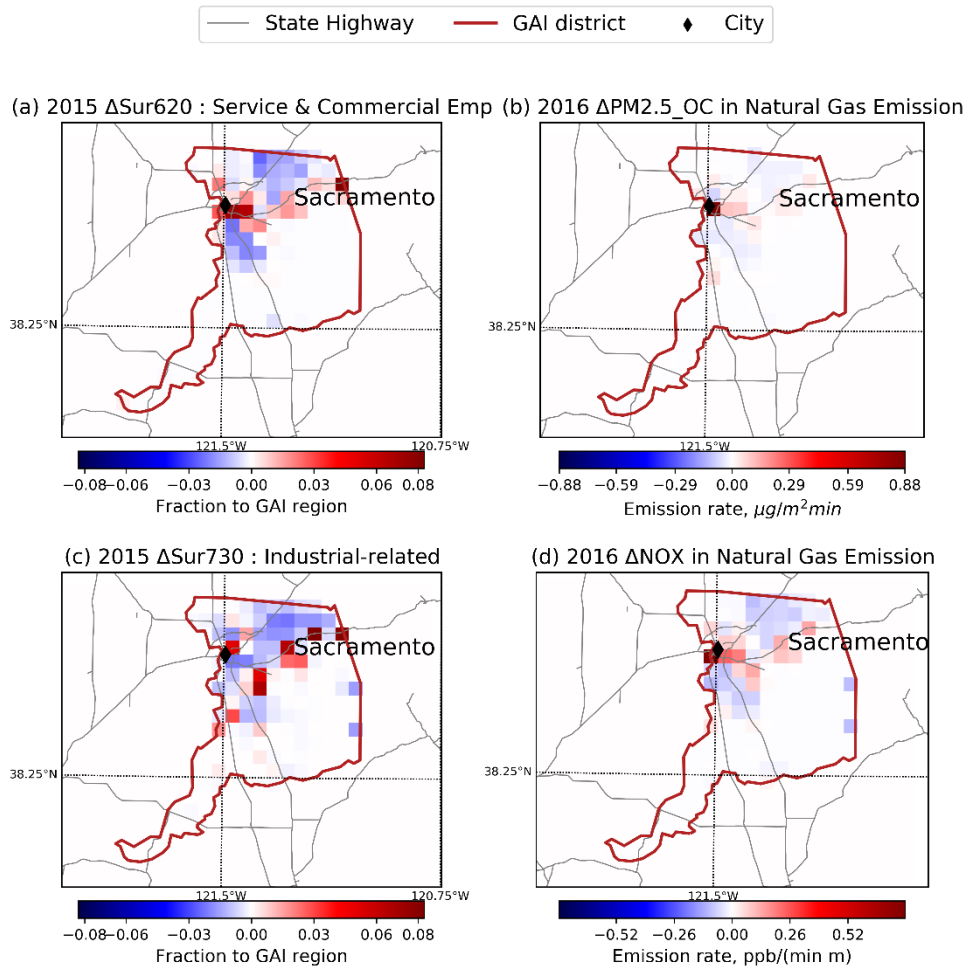 State Highway GAI district City
(a) 2015 ΔSur620 : Service & Commercial Emp
(b) 2016 ΔPM2.5_OC in Natural Gas Emission
Sacramento
Sacramento
38.25°N
38.25°N
121.5°W 120.75°W
121.5°W
−0.08 −0.06 −0.03 0.00 0.03 0.06 0.08
Fraction to GAI region
−0.88 −0.59 −0.29 0.00 0.29 0.59 0.88
Emission rate, μg/m²min
(c) 2015 ΔSur730 : Industrial-related
(d) 2016 ΔNOX in Natural Gas Emission
Sacramento
Sacramento
38.25°N
38.25°N
121.5°W 120.75°W
121.5°W
−0.08 −0.06 −0.03 0.00 0.03 0.06 0.08
Fraction to GAI region
−0.52 −0.26 0.00 0.26 0.52
Emission rate, ppb/(min m)